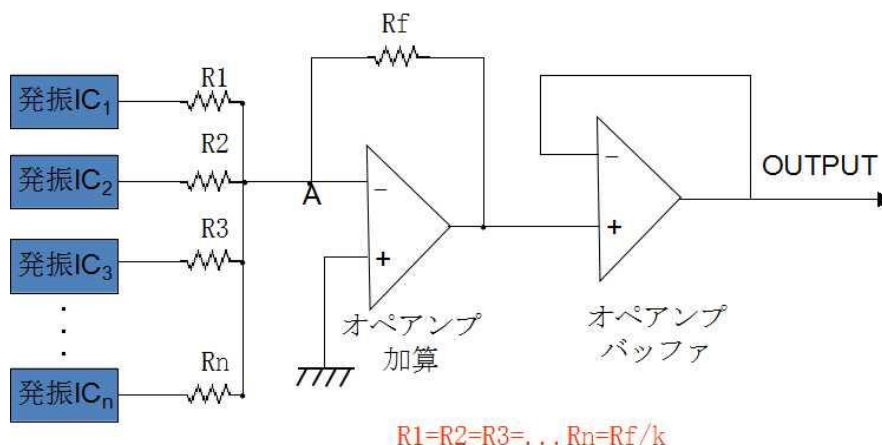 Rf
発振IC1
R1
発振IC2
R2
A
−
+
−
+
OUTPUT
発振IC3
R3
・
・
・
・
・
・
オペアンプ
加算
オペアンプ
バッファ
発振ICn
Rn
R1=R2=R3=...Rn=Rf/k